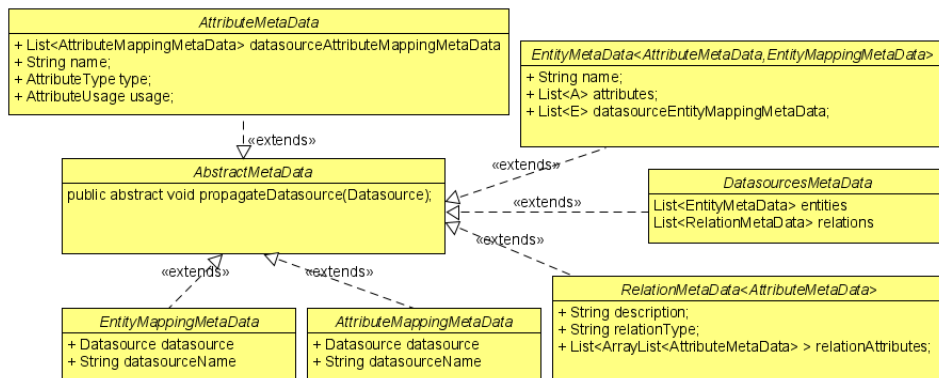 AttributeMetaData
+ List<AttributeMappingMetaData> datasourceAttributeMappingMetaData
+ String name;
+ AttributeType type;
+ AttributeUsage usage;
EntityMetaData<AttributeMetaData,EntityMappingMetaData>
+ String name;
+ List<A> attributes;
+ List<E> datasourceEntityMappingMetaData;
«extends»
«extends»
AbstractMetaData
public abstract void propagateDatasource(Datasource);
DatasourcesMetaData
List<EntityMetaData> entities
List<RelationMetaData> relations
«extends»
«extends»
«extends»
«extends»
RelationMetaData<AttributeMetaData>
+ String description;
+ String relationType;
+ List<ArrayList<AttributeMetaData> > relationAttributes;
EntityMappingMetaData
+ Datasource datasource
+ String datasourceName
AttributeMappingMetaData
+ Datasource datasource
+ String datasourceName